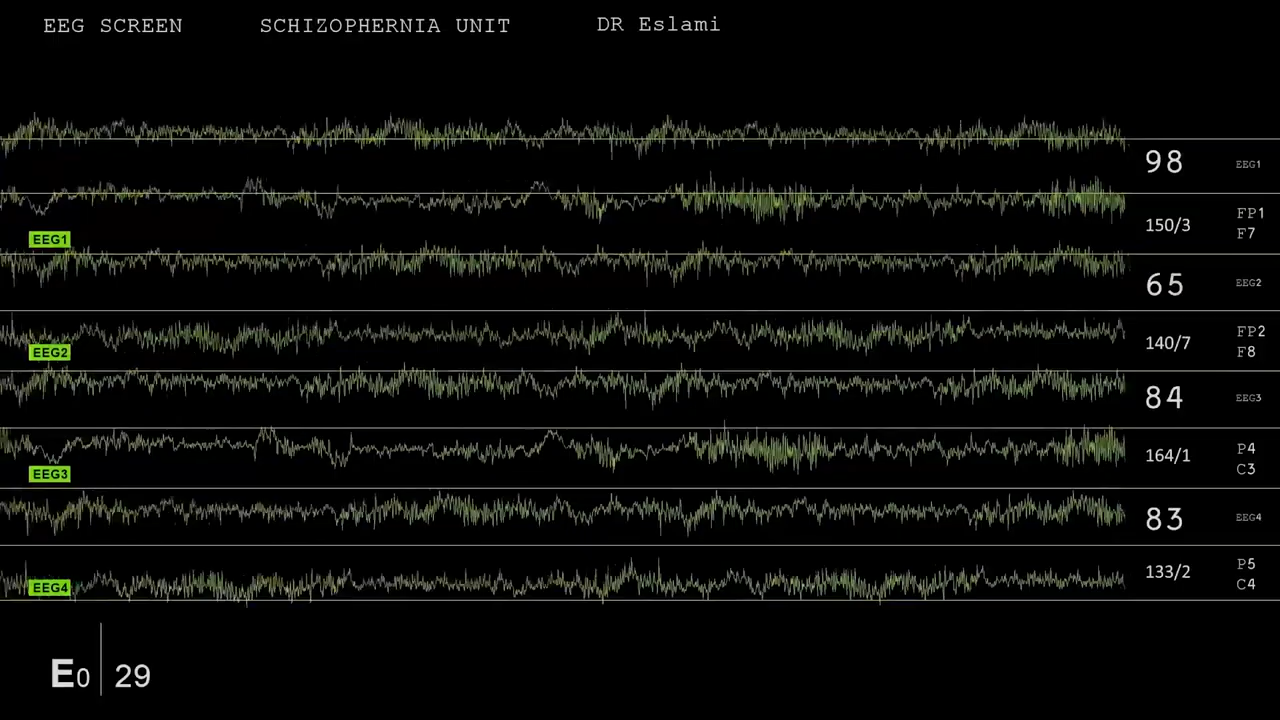 EEG SCREEN SCHIZOPHERNIA UNIT DR Eslami
98 EEG1
150/3 FP1
F7
EEG1
65 EEG2
140/7 FP2
F8
EEG2
84 EEG3
164/1 P4
C3
EEG3
83 EEG4
133/2 P5
C4
EEG4
E0 29